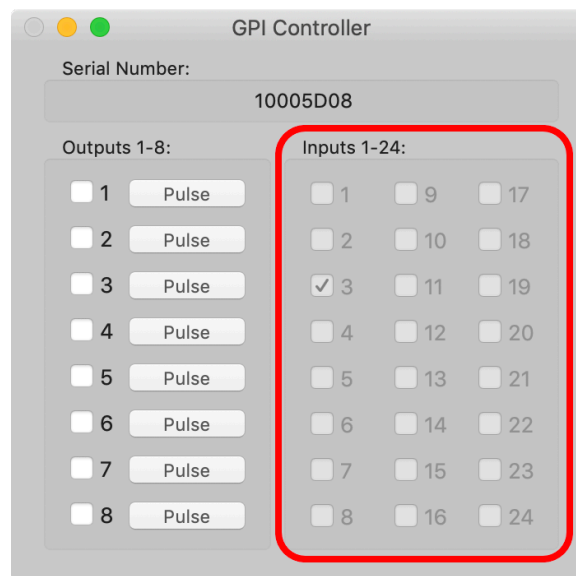 GPI Controller
Serial Number:
10005D08
Outputs 1-8:
1 Pulse
2 Pulse
3 Pulse
4 Pulse
5 Pulse
6 Pulse
7 Pulse
8 Pulse
Inputs 1-24:
1 9 17
2 10 18
3 11 19
4 12 20
5 13 21
6 14 22
7 15 23
8 16 24